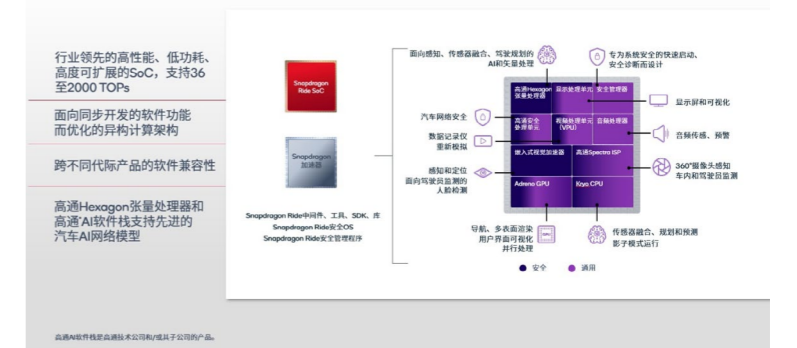 行业领先的高性能、低功耗、
高度可扩展的SoC，支持36
至2000 TOPs
面向同步开发的软件功能
而优化的异构计算架构
跨不同代际产品的软件兼容性
高通Hexagon张量处理器和
高通AI软件栈支持先进的
汽车AI网络模型
Snapdragon
Ride SoC
Snapdragon
加速器
Snapdragon Ride中间件、工具、SDK、库
Snapdragon Ride安全OS
Snapdragon Ride安全管理程序
面向感知、传感器融合、驾驶规划的
AI和矢量处理
专为系统安全的快速启动、
安全诊断而设计
汽车网络安全
数据记录仪
重新模拟
感知和定位
面向驾驶员监测的
人脸检测
高通Hexagon
张量处理器
显示处理单元
安全管理器
高通安全
处理单元
视频处理单元
（VPU）
音频处理器
嵌入式视觉加速器
高通Spectra ISP
Adreno GPU
Kryo CPU
显示屏和可视化
音频传感、预警
360°摄像头感知
车内和驾驶员监测
导航、多表面渲染
用户界面可视化
并行处理
传感器融合、规划和预测
影子模式运行
安全
通用
高通AI软件栈是高通技术公司和/或其子公司的产品。